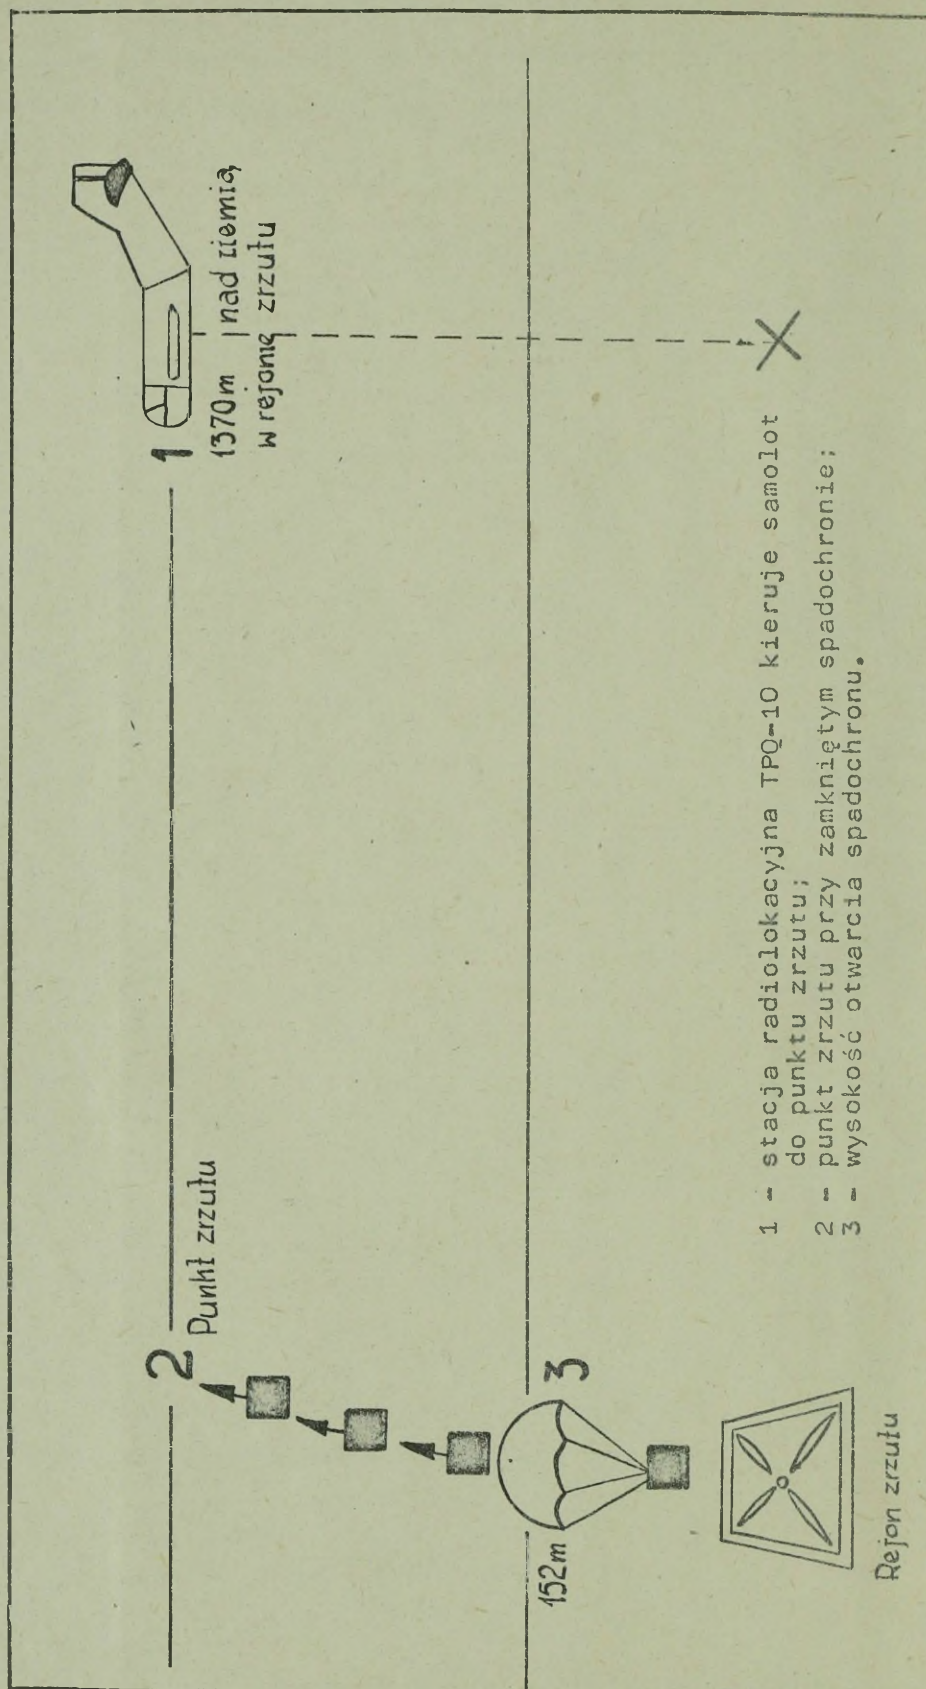 1
1370m nad ziemią,
w rejonie zrzutu
2
Punkt zrzutu
3
152m
Rejon zrzutu
1 - stacja radiolokacyjna TPQ-10 kieruje samolot
do punktu zrzutu;
2 - punkt zrzutu przy zamkniętym spadochronie;
3 - wysokość otwarcia spadochronu.